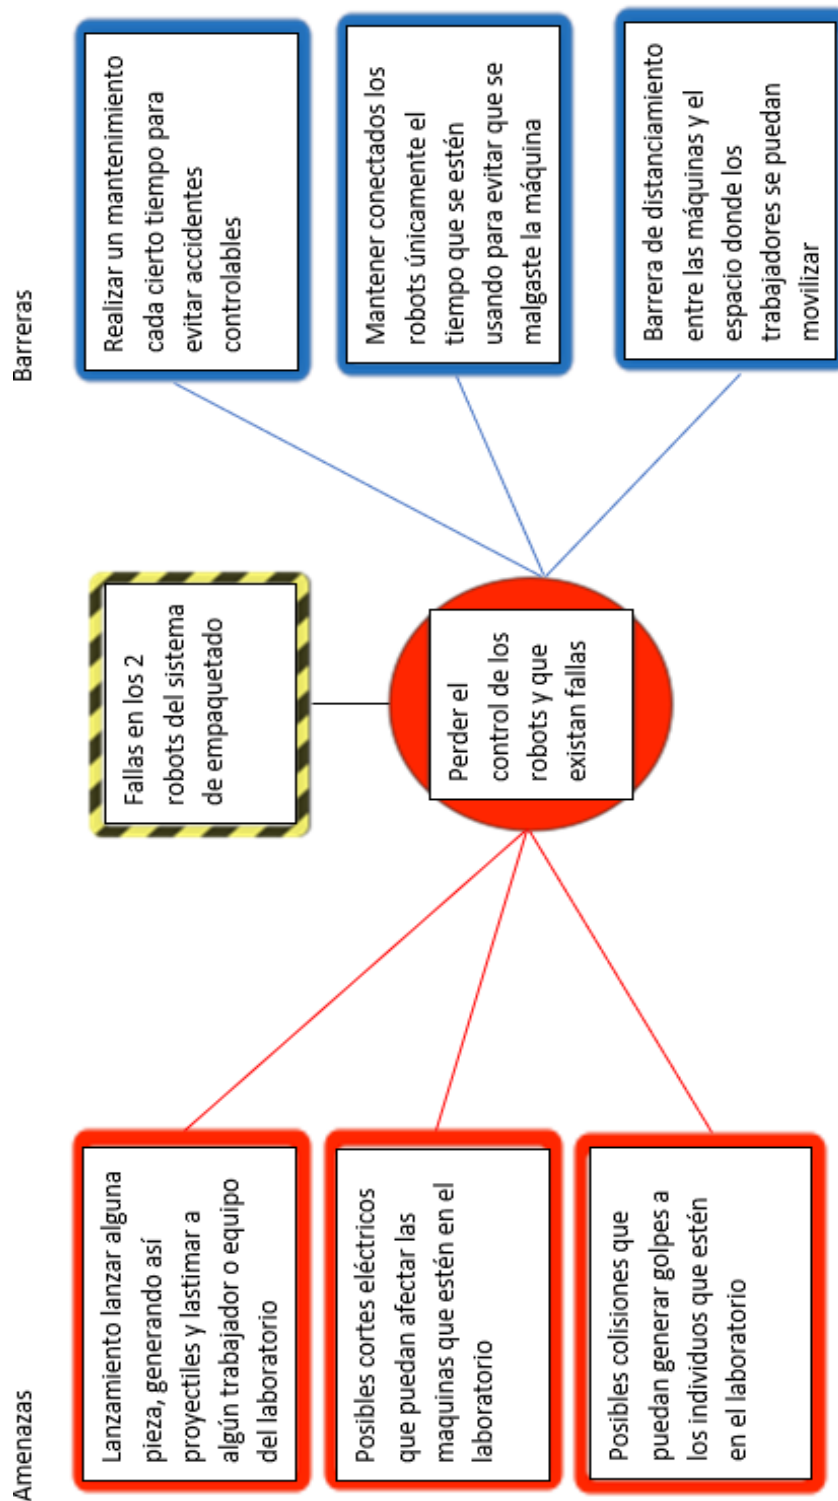 Amenazas
Lanzamiento lanzar alguna
pieza, generando así
proyectiles y lastimar a
algún trabajador o equipo
del laboratorio
Posibles cortes eléctricos
que puedan afectar las
maquinas que estén en el
laboratorio
Posibles colisiones que
puedan generar golpes a
los individuos que estén
en el laboratorio
Fallas en los 2
robots del sistema
de empaquetado
Perder el
control de los
robots y que
existan fallas
Barreras
Realizar un mantenimiento
cada cierto tiempo para
evitar accidentes
controlables
Mantener conectados los
robots únicamente el
tiempo que se estén
usando para evitar que se
malgaste la máquina
Barrera de distanciamiento
entre las máquinas y el
espacio donde los
trabajadores se puedan
movilizar